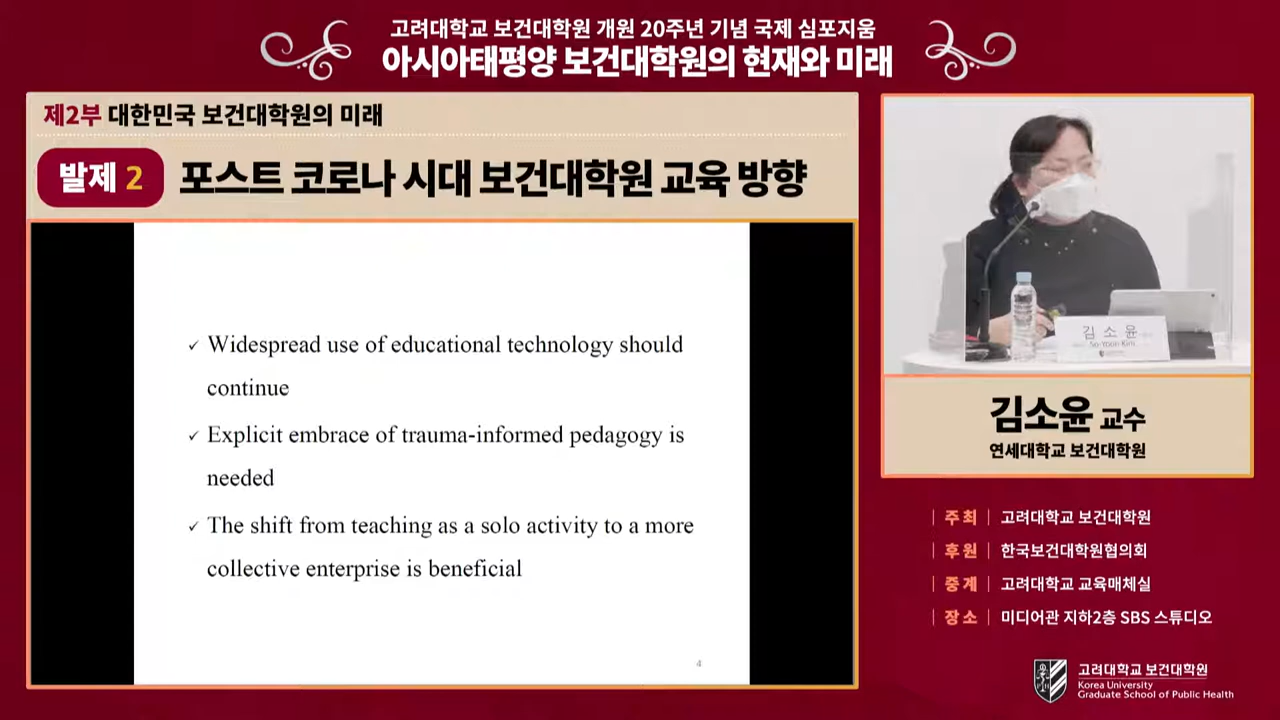 고려대학교 보건대학원 개원 20주년 기념 국제 심포지움
아시아태평양 보건대학원의 현재와 미래
제2부 대한민국 보건대학원의 미래
발제 2 포스트 코로나 시대 보건대학원 교육 방향
✓ Widespread use of educational technology should
continue
✓ Explicit embrace of trauma-informed pedagogy is
needed
✓ The shift from teaching as a solo activity to a more
collective enterprise is beneficial
4
김 소 윤
So-Yoon Kim
김소윤 교수
연세대학교 보건대학원
| 주최 | 고려대학교 보건대학원
| 후원 | 한국보건대학원협의회
| 중계 | 고려대학교 교육매체실
| 장소 | 미디어관 지하2층 SBS 스튜디오
고려대학교 보건대학원
Korea University
Graduate School of Public Health